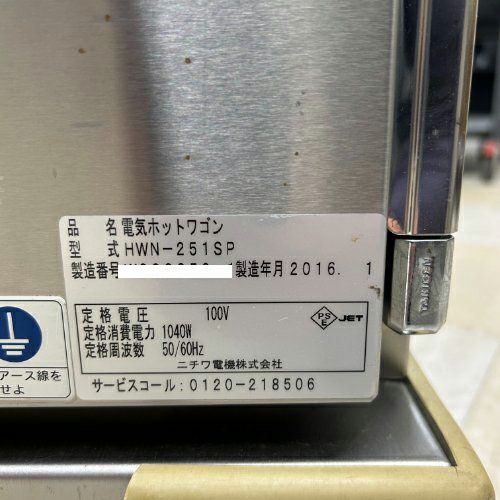 品名 電気ホットワゴン
型式 HWN-251SP
製造番号 製造年月 2016. 1
定格電圧 100V
定格消費電力 1040W
定格周波数 50/60Hz
PSE JET
ニチワ電機株式会社
サービスコール:0120-218506
アース線を
せよ
TAKIGEN